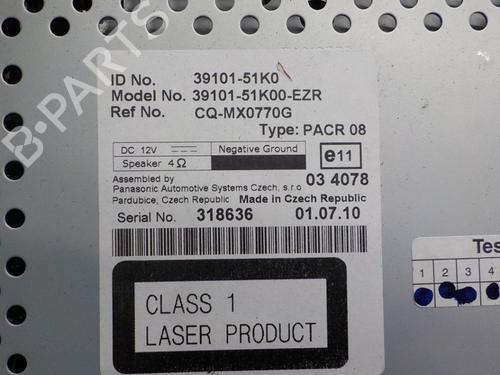 ID No. 39101-51K0
Model No. 39101-51K00-EZR
Ref No. CQ-MX0770G
Type: PACR 08
DC 12V Negative Ground
Speaker 4Ω
e11
Assembled by
Panasonic Automotive Systems Czech, s.r.o
Pardubice, Czech Republic Made in Czech Republic
03 4078
Serial No. 318636 01.07.10
CLASS 1
LASER PRODUCT
Tes
1 2 3 4
B-PARTS